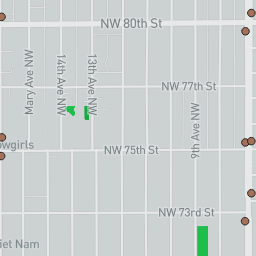 NW 80th St
Mary Ave NW
14th Ave NW
13th Ave NW
NW 77th St
9th Ave NW
owgirls
NW 75th St
NW 73rd St
iet Nam